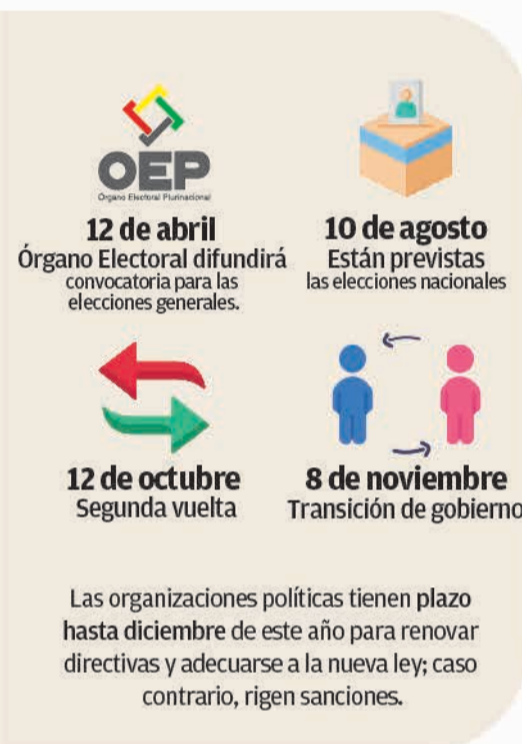 OEP
Órgano Electoral Plurinacional
12 de abril
Órgano Electoral difundirá
convocatoria para las
elecciones generales.
10 de agosto
Están previstas
las elecciones nacionales
12 de octubre
Segunda vuelta
8 de noviembre
Transición de gobierno
Las organizaciones políticas tienen plazo
hasta diciembre de este año para renovar
directivas y adecuarse a la nueva ley; caso
contrario, rigen sanciones.